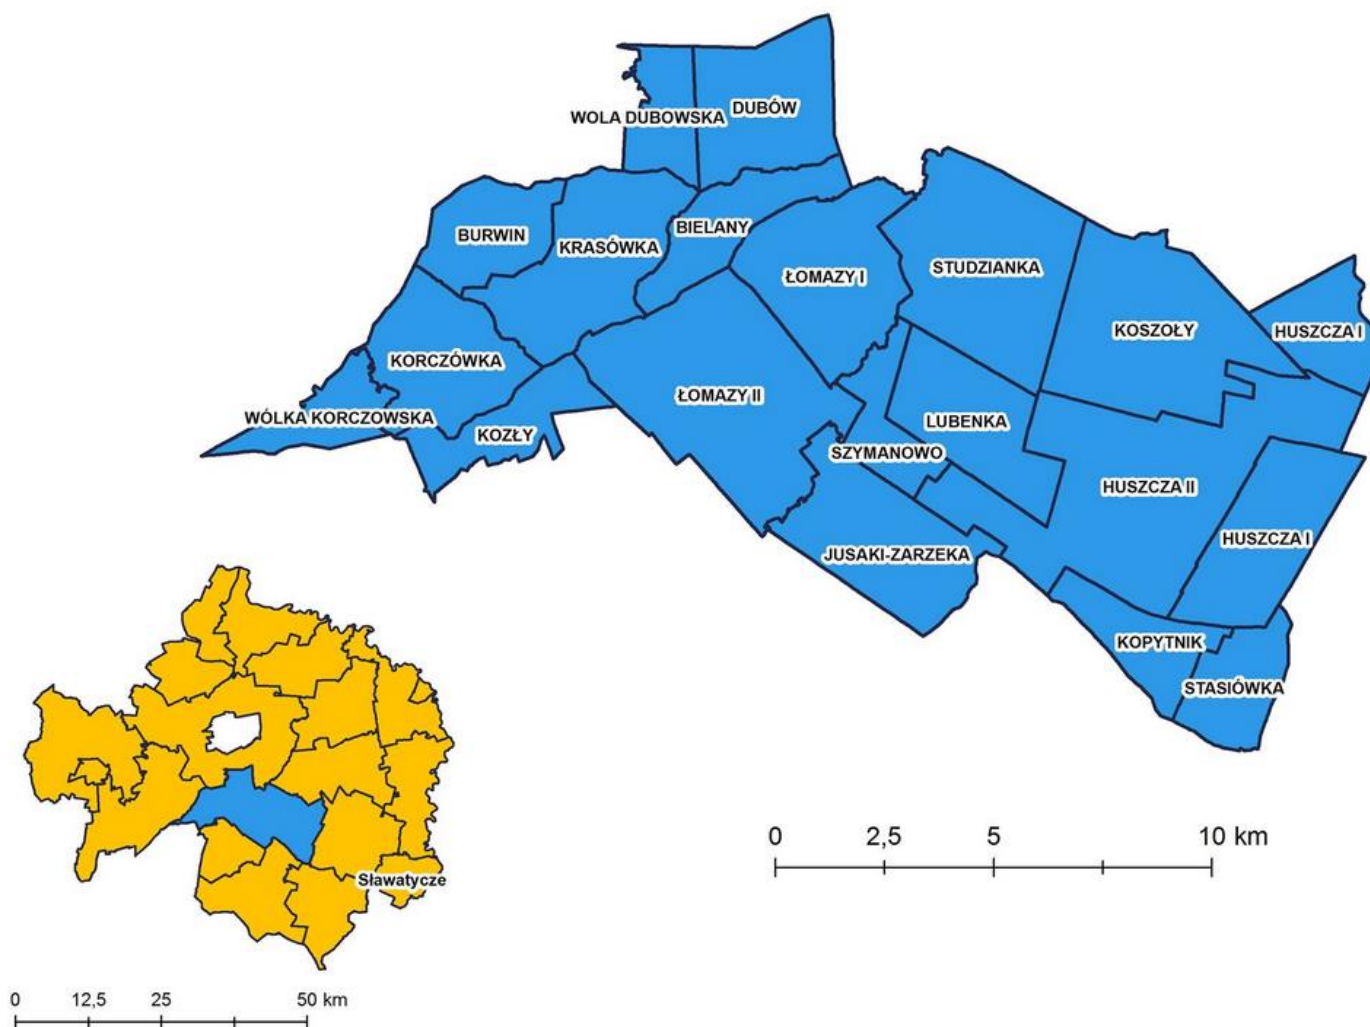 DUBÓW
WOLA DUBOWSKA
BIELANY
BURWIN
KRASÓWKA
STUDZIANKA
ŁOMAZY I
KOSZOŁY
HUSZCZA I
KORCZÓWKA
ŁOMAZY II
WÓLKA KORCZOWSKA
LUBENKA
KOZŁY
SZYMANOWO
HUSZCZA II
HUSZCZA I
JUSAKI-ZARZEKA
KOPYTNIK
STASIÓWKA
0 2,5 5 10 km
Sławatycze
0 12,5 25 50 km